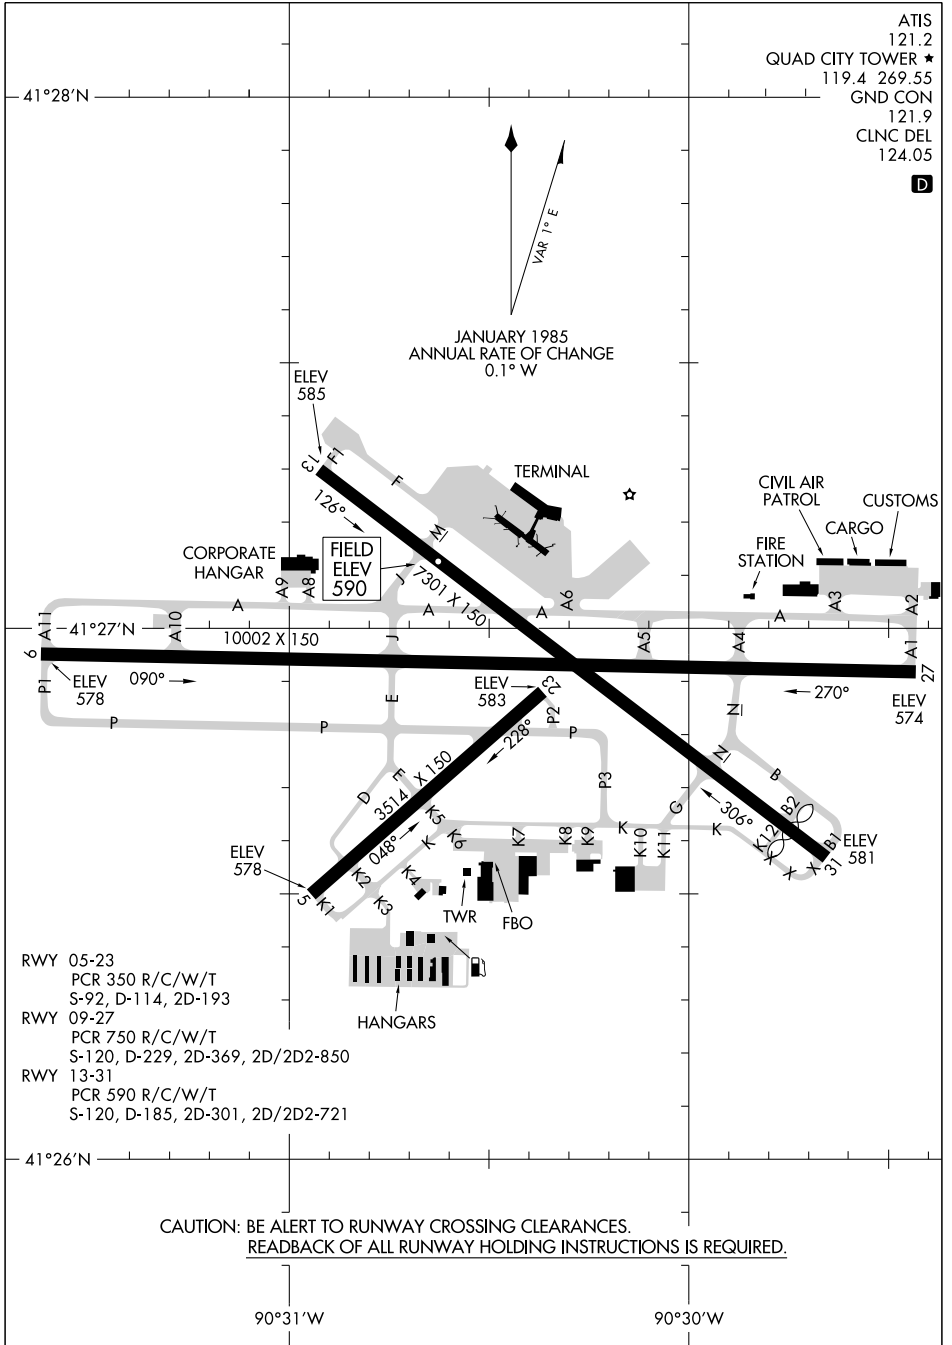 ATIS
121.2
QUAD CITY TOWER ★
119.4 269.55
GND CON
121.9
CLNC DEL
124.05
D
41°28'N
VAR 1° E
JANUARY 1985
ANNUAL RATE OF CHANGE
0.1° W
ELEV
585
13
F1
F
126°
M
TERMINAL
CIVIL AIR
PATROL
CUSTOMS
CARGO
FIRE
STATION
CORPORATE
HANGAR
FIELD
ELEV
590
7301 X 150
J
A9
A8
A6
A3
A2
A
A
A
A
A11
41°27'N
A10
10002 X 150
J
A5
A4
A1
9
27
ELEV
578
090°
P1
E
ELEV
583
23
270°
ELEV
574
P
P
P2
P
228°
N
N
B
D
E
3514 X 150
P3
G
306°
B2
048°
K5
K
K6
K7
K8
K9
K
K10
K11
K
K12
B1
31
ELEV
581
X
X
X
ELEV
578
5
K1
K2
K3
K4
TWR
FBO
HANGARS
RWY 05-23
PCR 350 R/C/W/T
S-92, D-114, 2D-193
RWY 09-27
PCR 750 R/C/W/T
S-120, D-229, 2D-369, 2D/2D2-850
RWY 13-31
PCR 590 R/C/W/T
S-120, D-185, 2D-301, 2D/2D2-721
41°26'N
CAUTION: BE ALERT TO RUNWAY CROSSING CLEARANCES.
READBACK OF ALL RUNWAY HOLDING INSTRUCTIONS IS REQUIRED.
90°31'W
90°30'W